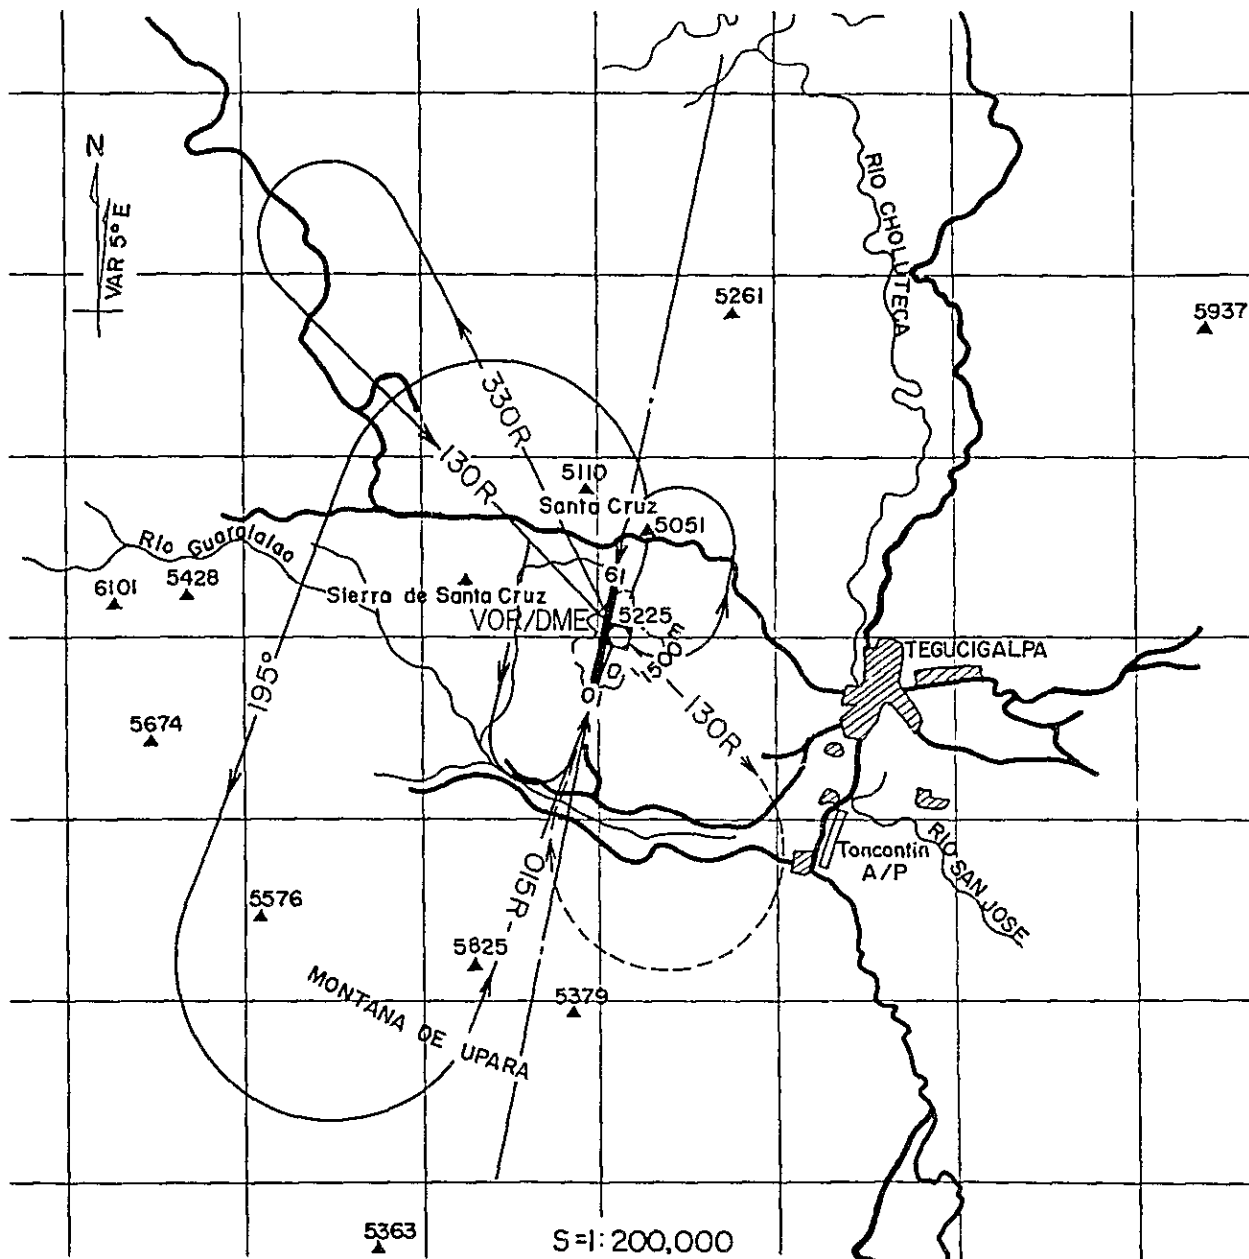 N
VAR 5° E
RIO CHOLUTECA
5261
5937
330R
130R
5110
Santa Cruz
5051
Rio Guaralalao
6101
5428
Sierra de Santa Cruz
61
5225
VOR/DME
1500m
TEGUCIGALPA
195°
130R
5674
Toncontin
A/P
RIO SAN JOSE
015R
5576
5825
5379
MONTANA DE UPARA
5363
S=1:200,000